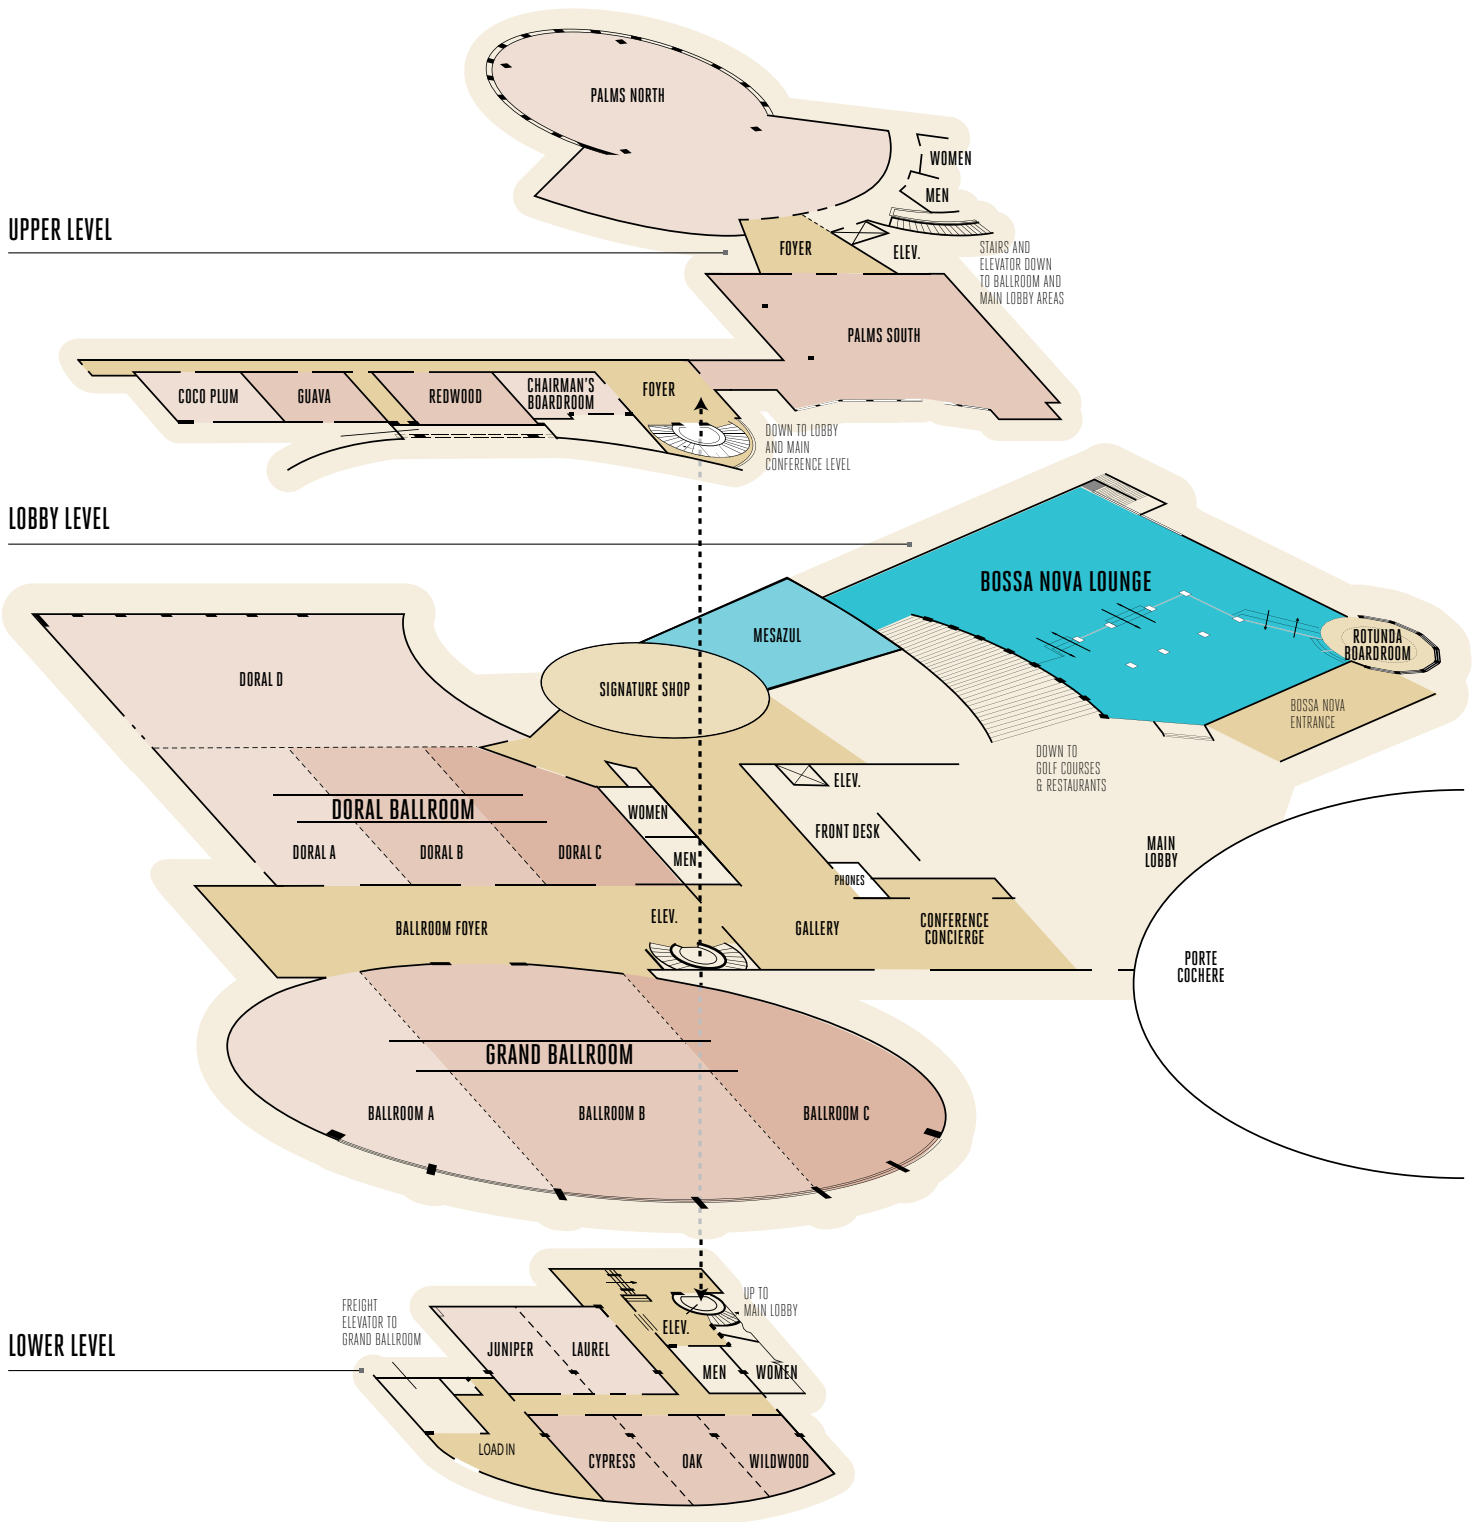 PALMS NORTH
WOMEN
MEN
UPPER LEVEL
FOYER
ELEV.
STAIRS AND
ELEVATOR DOWN
TO BALLROOM AND
MAIN LOBBY AREAS
PALMS SOUTH
COCO PLUM
GUAVA
REDWOOD
CHAIRMAN'S
BOARDROOM
FOYER
DOWN TO LOBBY
AND MAIN
CONFERENCE LEVEL
LOBBY LEVEL
BOSSA NOVA LOUNGE
MESAZUL
ROTUNDA
BOARDROOM
SIGNATURE SHOP
DORAL D
BOSSA NOVA
ENTRANCE
DOWN TO
GOLF COURSES
& RESTAURANTS
ELEV.
DORAL BALLROOM
WOMEN
FRONT DESK
MAIN
LOBBY
DORAL A
DORAL B
DORAL C
MEN
PHONES
BALLROOM FOYER
ELEV.
GALLERY
CONFERENCE
CONCIERGE
PORTE
COCHERE
GRAND BALLROOM
BALLROOM A
BALLROOM B
BALLROOM C
FREIGHT
ELEVATOR TO
GRAND BALLROOM
UP TO
MAIN LOBBY
ELEV.
LOWER LEVEL
JUNIPER
LAUREL
MEN
WOMEN
LOAD IN
CYPRESS
OAK
WILDWOOD